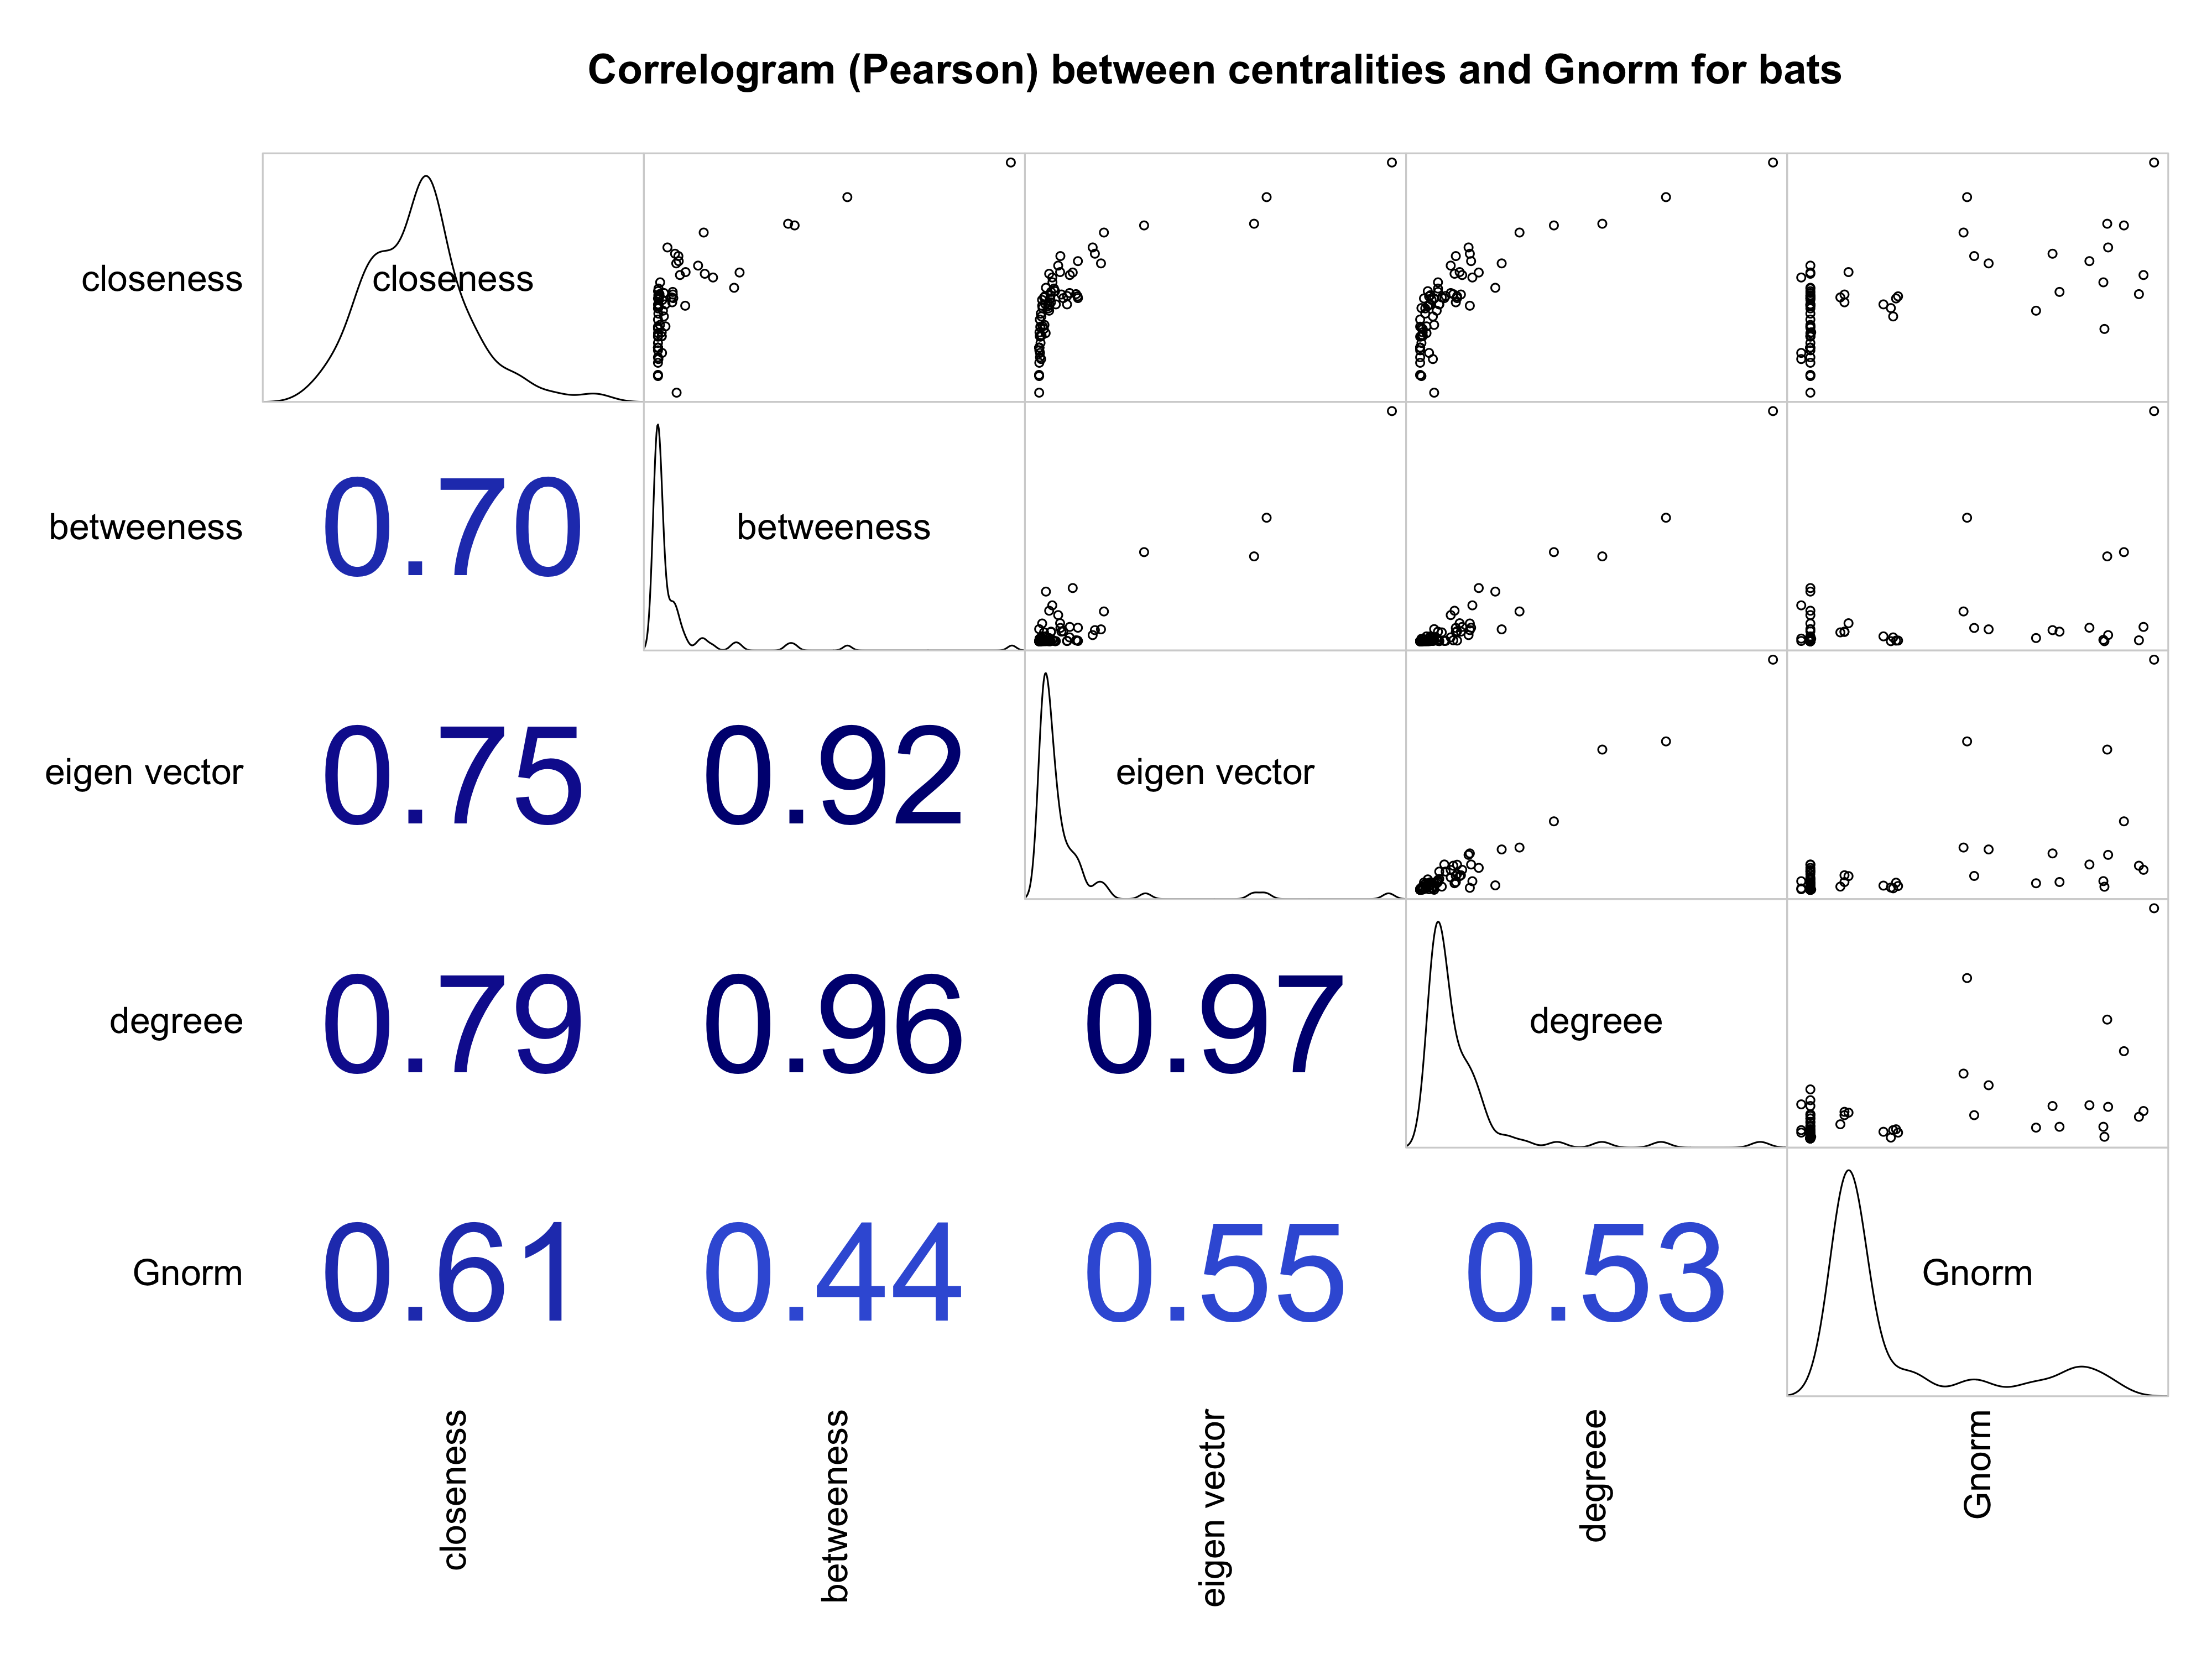 Correlogram (Pearson) between centralities and Gnorm for bats
closeness closeness
betweeness 0.70 betweeness
eigen vector 0.75 0.92 eigen vector
degreee 0.79 0.96 0.97 degreee
Gnorm 0.61 0.44 0.55 0.53 Gnorm
closeness
betweeness
eigen vector
degreee
Gnorm